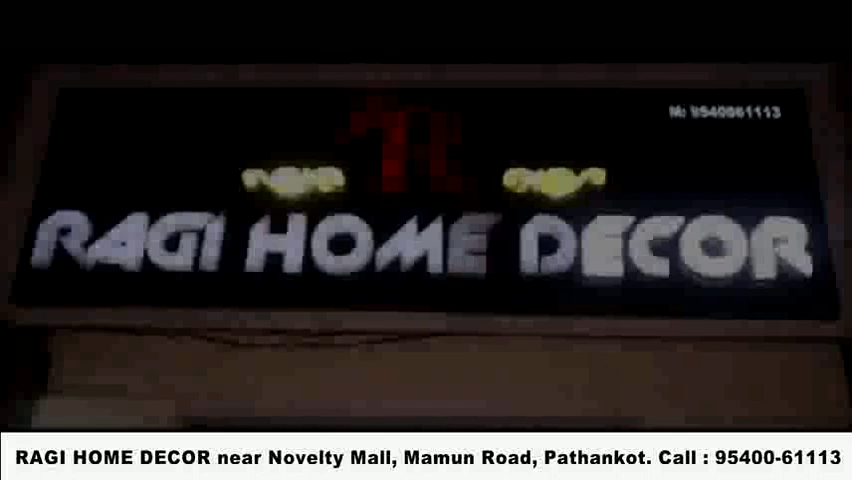 M: 9540061113
RAGI HOME DECOR
RAGI HOME DECOR near Novelty Mall, Mamun Road, Pathankot. Call : 95400-61113